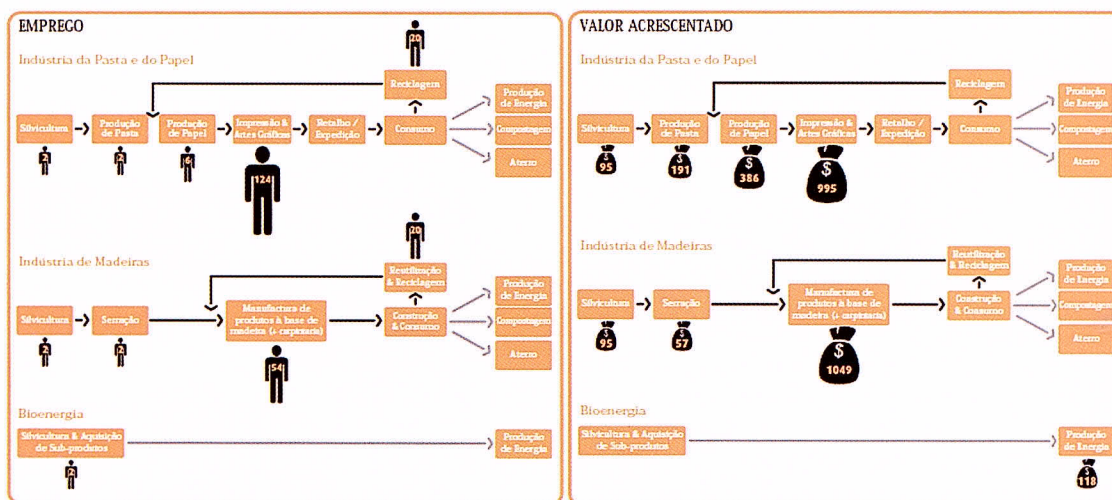 EMPREGO
Indústria da Pasta e do Papel
20
Reciclagem
Silvicultura
Produção
de Pasta
Produção
de Papel
Impressão &
Artes Gráficas
Retalho /
Expedição
Consumo
Produção
de Energia
Compostagem
Aterro
2
2
6
124
Indústria de Madeiras
20
Reutilização
& Reciclagem
Silvicultura
Serração
Manufactura de
produtos à base de
madeira (+ carpintaria)
Construção
& Consumo
Produção
de Energia
Compostagem
Aterro
2
2
54
Bioenergia
Silvicultura & Aquisição
de Sub-produtos
Produção
de Energia
2
VALOR ACRESCENTADO
Indústria da Pasta e do Papel
Reciclagem
Silvicultura
Produção
de Pasta
Produção
de Papel
Impressão &
Artes Gráficas
Retalho /
Expedição
Consumo
Produção
de Energia
Compostagem
Aterro
$
95
$
191
$
386
$
995
Indústria de Madeiras
Reutilização
& Reciclagem
Silvicultura
Serração
Manufactura de
produtos à base de
madeira (+ carpintaria)
Construção
& Consumo
Produção
de Energia
Compostagem
Aterro
$
95
$
57
$
1049
Bioenergia
Silvicultura & Aquisição
de Sub-produtos
Produção
de Energia
$
118